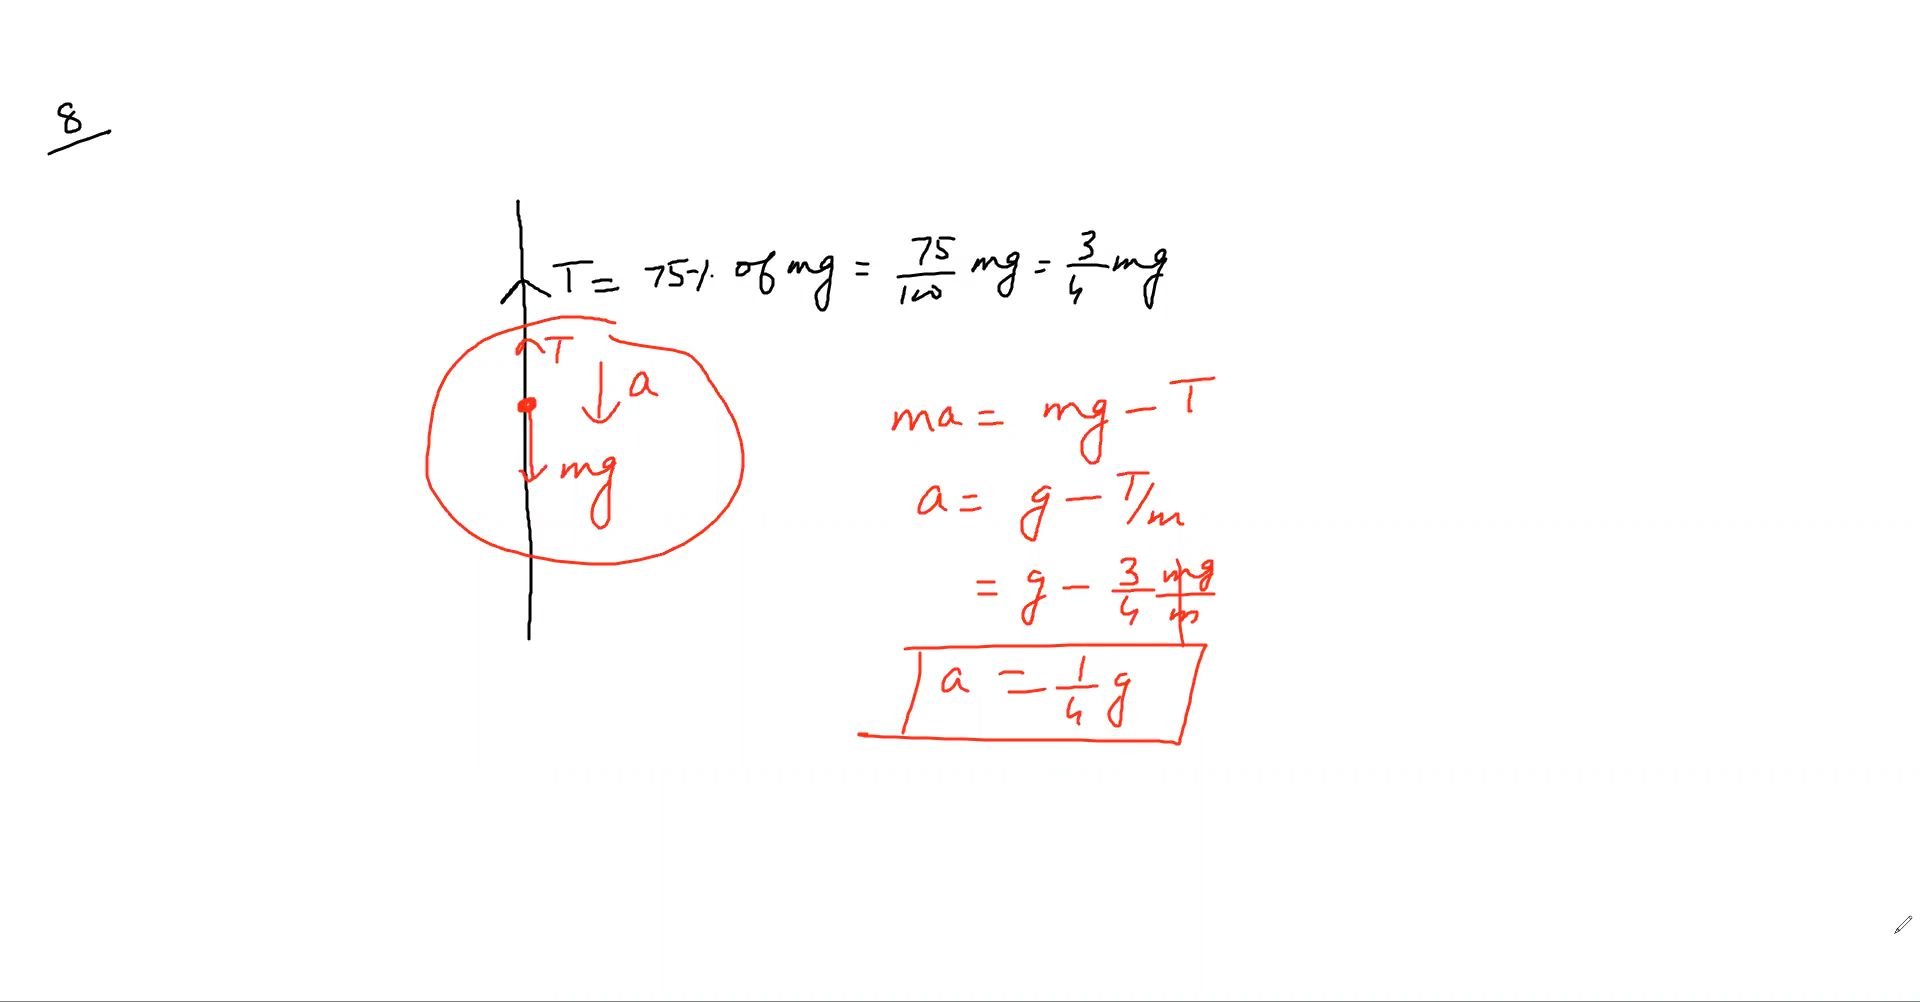 8
T = 75% of mg = 75/100 mg = 3/4 mg
T
a
mg
ma = mg - T
a = g - T/m
= g - 3/4 mg/m
a = 1/4 g